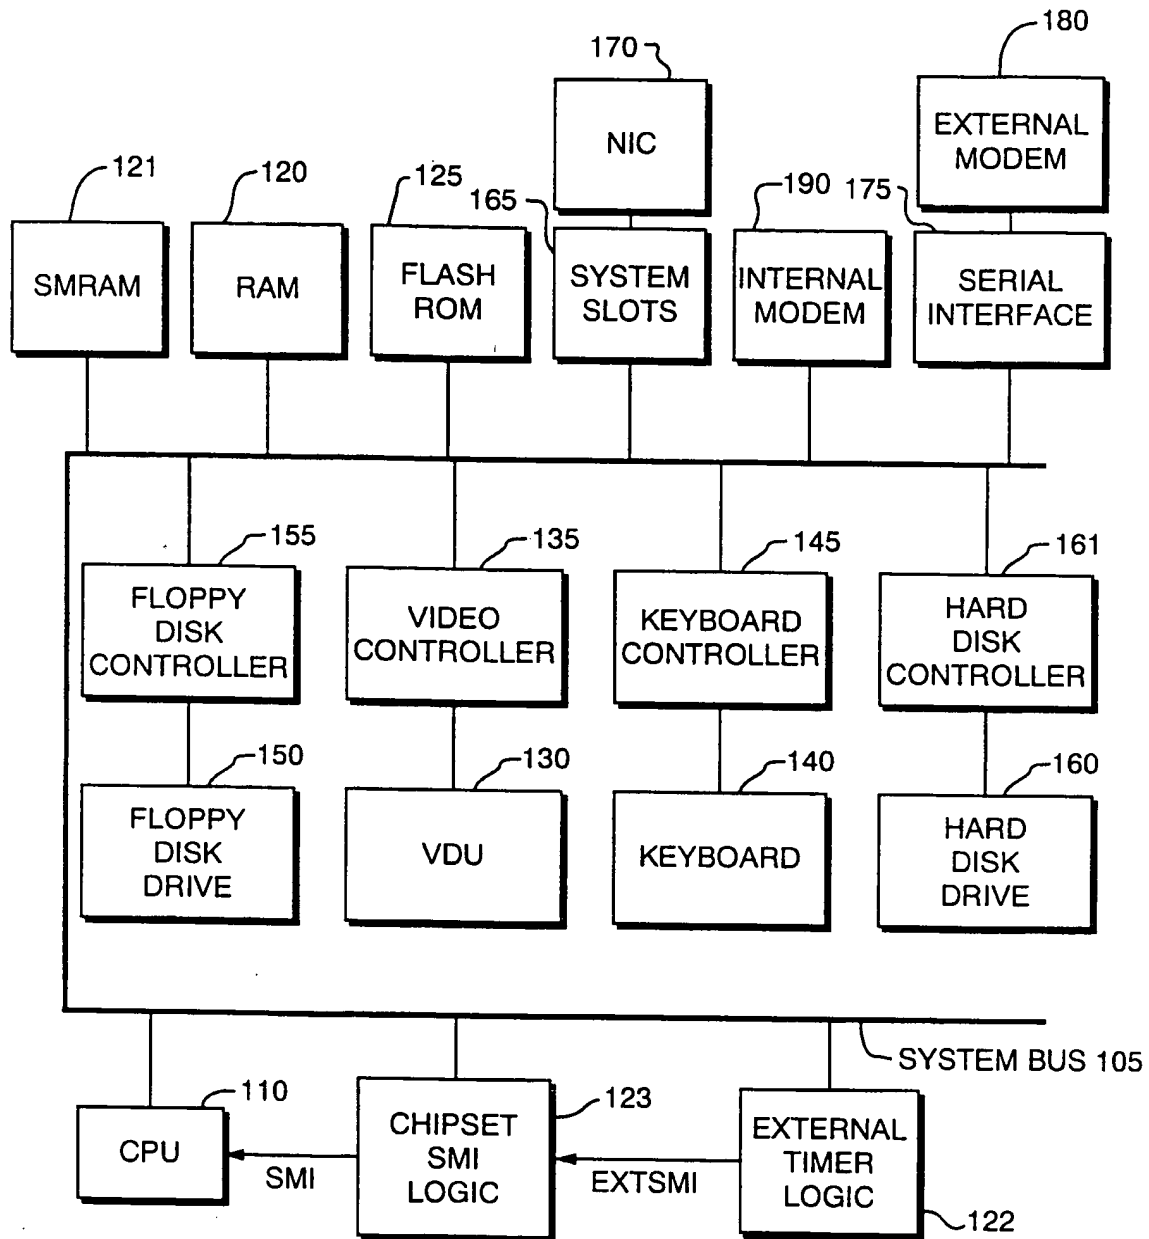 170
180
NIC
EXTERNAL
MODEM
121
120
125
165
190
175
SMRAM
RAM
FLASH
ROM
SYSTEM
SLOTS
INTERNAL
MODEM
SERIAL
INTERFACE
155
135
145
161
FLOPPY
DISK
CONTROLLER
VIDEO
CONTROLLER
KEYBOARD
CONTROLLER
HARD
DISK
CONTROLLER
150
130
140
160
FLOPPY
DISK
DRIVE
VDU
KEYBOARD
HARD
DISK
DRIVE
SYSTEM BUS 105
110
123
CPU
SMI
CHIPSET
SMI
LOGIC
EXTSMI
EXTERNAL
TIMER
LOGIC
122